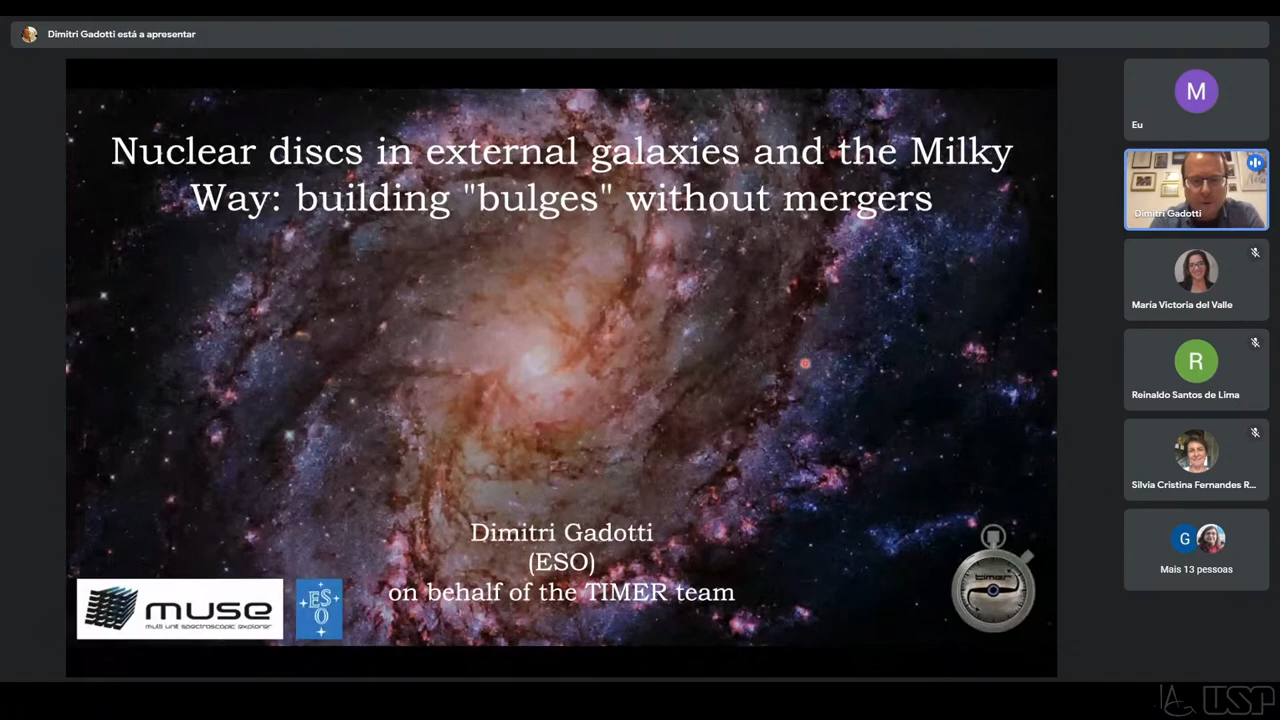 Dimitri Gadotti está a apresentar
Nuclear discs in external galaxies and the Milky
Way: building "bulges" without mergers
Dimitri Gadotti
(ESO)
on behalf of the TIMER team
muse
multi unit spectroscopic explorer
ES
O
timer
M
Eu
Dimitri Gadotti
María Victoria del Valle
R
Reinaldo Santos de Lima
Silvia Cristina Fernandes R...
G
Mais 13 pessoas
USP